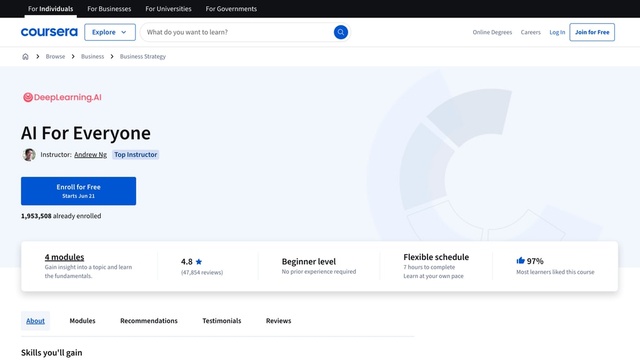 For Individuals For Businesses For Universities For Governments
coursera Explore What do you want to learn? Online Degrees Careers Log In Join for Free
Browse Business Business Strategy
DeepLearning.AI
AI For Everyone
Instructor: Andrew Ng Top Instructor
Enroll for Free
Starts Jun 21
1,953,508 already enrolled
4 modules
Gain insight into a topic and learn
the fundamentals.
4.8
(47,854 reviews)
Beginner level
No prior experience required
Flexible schedule
7 hours to complete
Learn at your own pace
97%
Most learners liked this course
About Modules Recommendations Testimonials Reviews
Skills you'll gain